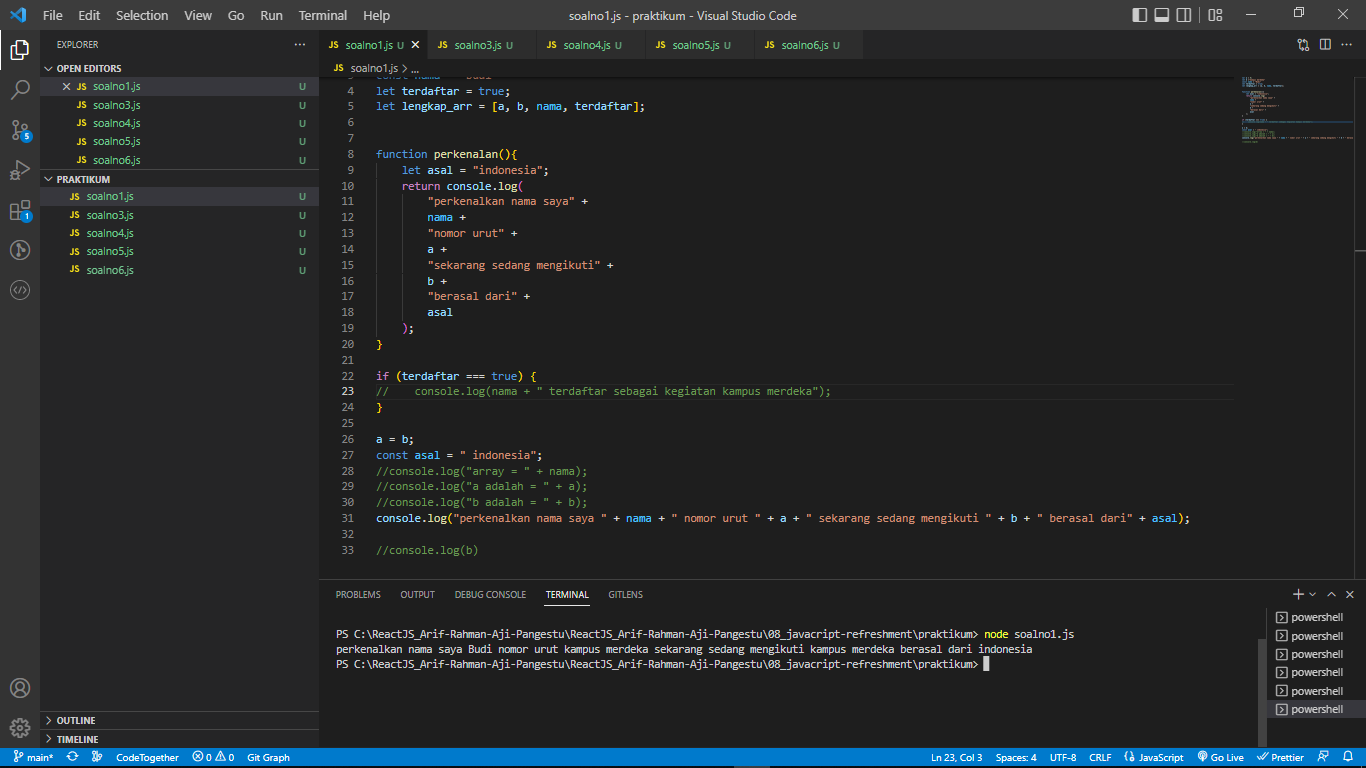 File Edit Selection View Go Run Terminal Help soalno1.js - praktikum - Visual Studio Code
EXPLORER
OPEN EDITORS
JS soalno1.js U
JS soalno3.js U
JS soalno4.js U
JS soalno5.js U
JS soalno6.js U
PRAKTIKUM
JS soalno1.js U
JS soalno3.js U
JS soalno4.js U
JS soalno5.js U
JS soalno6.js U
OUTLINE
TIMELINE
5
1
JS soalno1.js U JS soalno3.js U JS soalno4.js U JS soalno5.js U JS soalno6.js U
JS soalno1.js > ...
4 let terdaftar = true;
5 let lengkap_arr = [a, b, nama, terdaftar];
6
7
8 function perkenalan(){
9 let asal = "indonesia";
10 return console.log(
11 "perkenalkan nama saya" +
12 nama +
13 "nomor urut" +
14 a +
15 "sekarang sedang mengikuti" +
16 b +
17 "berasal dari" +
18 asal
19 );
20 }
21
22 if (terdaftar === true) {
23 // console.log(nama + " terdaftar sebagai kegiatan kampus merdeka");
24 }
25
26 a = b;
27 const asal = " indonesia";
28 //console.log("array = " + nama);
29 //console.log("a adalah = " + a);
30 //console.log("b adalah = " + b);
31 console.log("perkenalkan nama saya " + nama + " nomor urut " + a + " sekarang sedang mengikuti " + b + " berasal dari" + asal);
32
33 //console.log(b)
PROBLEMS OUTPUT DEBUG CONSOLE TERMINAL GITLENS
PS C:\ReactJS_Arif-Rahman-Aji-Pangestu\ReactJS_Arif-Rahman-Aji-Pangestu\08_javacript-refreshment\praktikum> node soalno1.js
perkenalkan nama saya Budi nomor urut kampus merdeka sekarang sedang mengikuti kampus merdeka berasal dari indonesia
PS C:\ReactJS_Arif-Rahman-Aji-Pangestu\ReactJS_Arif-Rahman-Aji-Pangestu\08_javacript-refreshment\praktikum>
powershell
powershell
powershell
powershell
powershell
powershell
main* CodeTogether 0 0 Git Graph Ln 23, Col 3 Spaces: 4 UTF-8 CRLF JavaScript Go Live Prettier